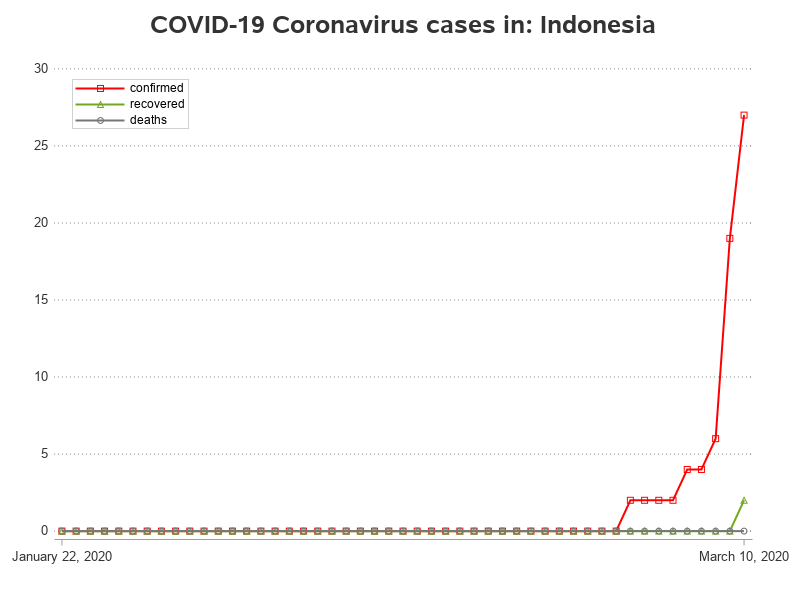 COVID-19 Coronavirus cases in: Indonesia
30
confirmed
recovered
deaths
25
20
15
10
5
0
January 22, 2020
March 10, 2020